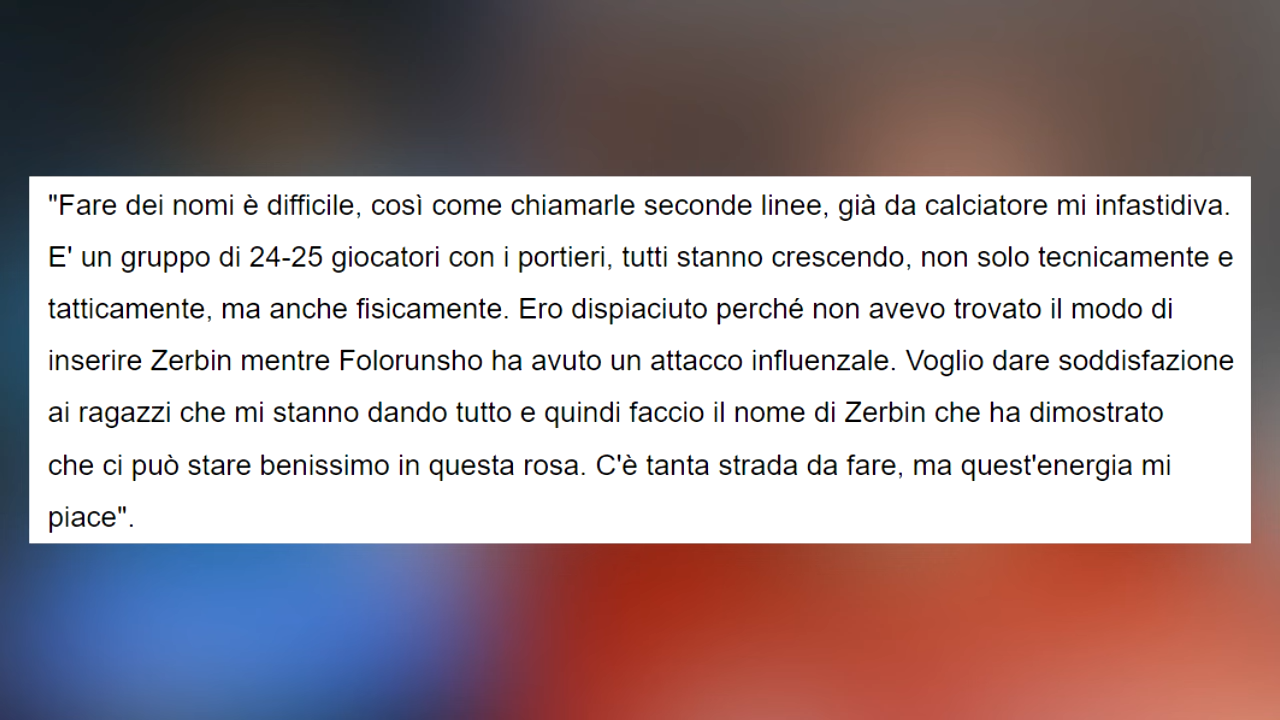 "Fare dei nomi è difficile, così come chiamarle seconde linee, già da calciatore mi infastidiva.
E' un gruppo di 24-25 giocatori con i portieri, tutti stanno crescendo, non solo tecnicamente e
tatticamente, ma anche fisicamente. Ero dispiaciuto perché non avevo trovato il modo di
inserire Zerbin mentre Folorunsho ha avuto un attacco influenzale. Voglio dare soddisfazione
ai ragazzi che mi stanno dando tutto e quindi faccio il nome di Zerbin che ha dimostrato
che ci può stare benissimo in questa rosa. C'è tanta strada da fare, ma quest'energia mi
piace".